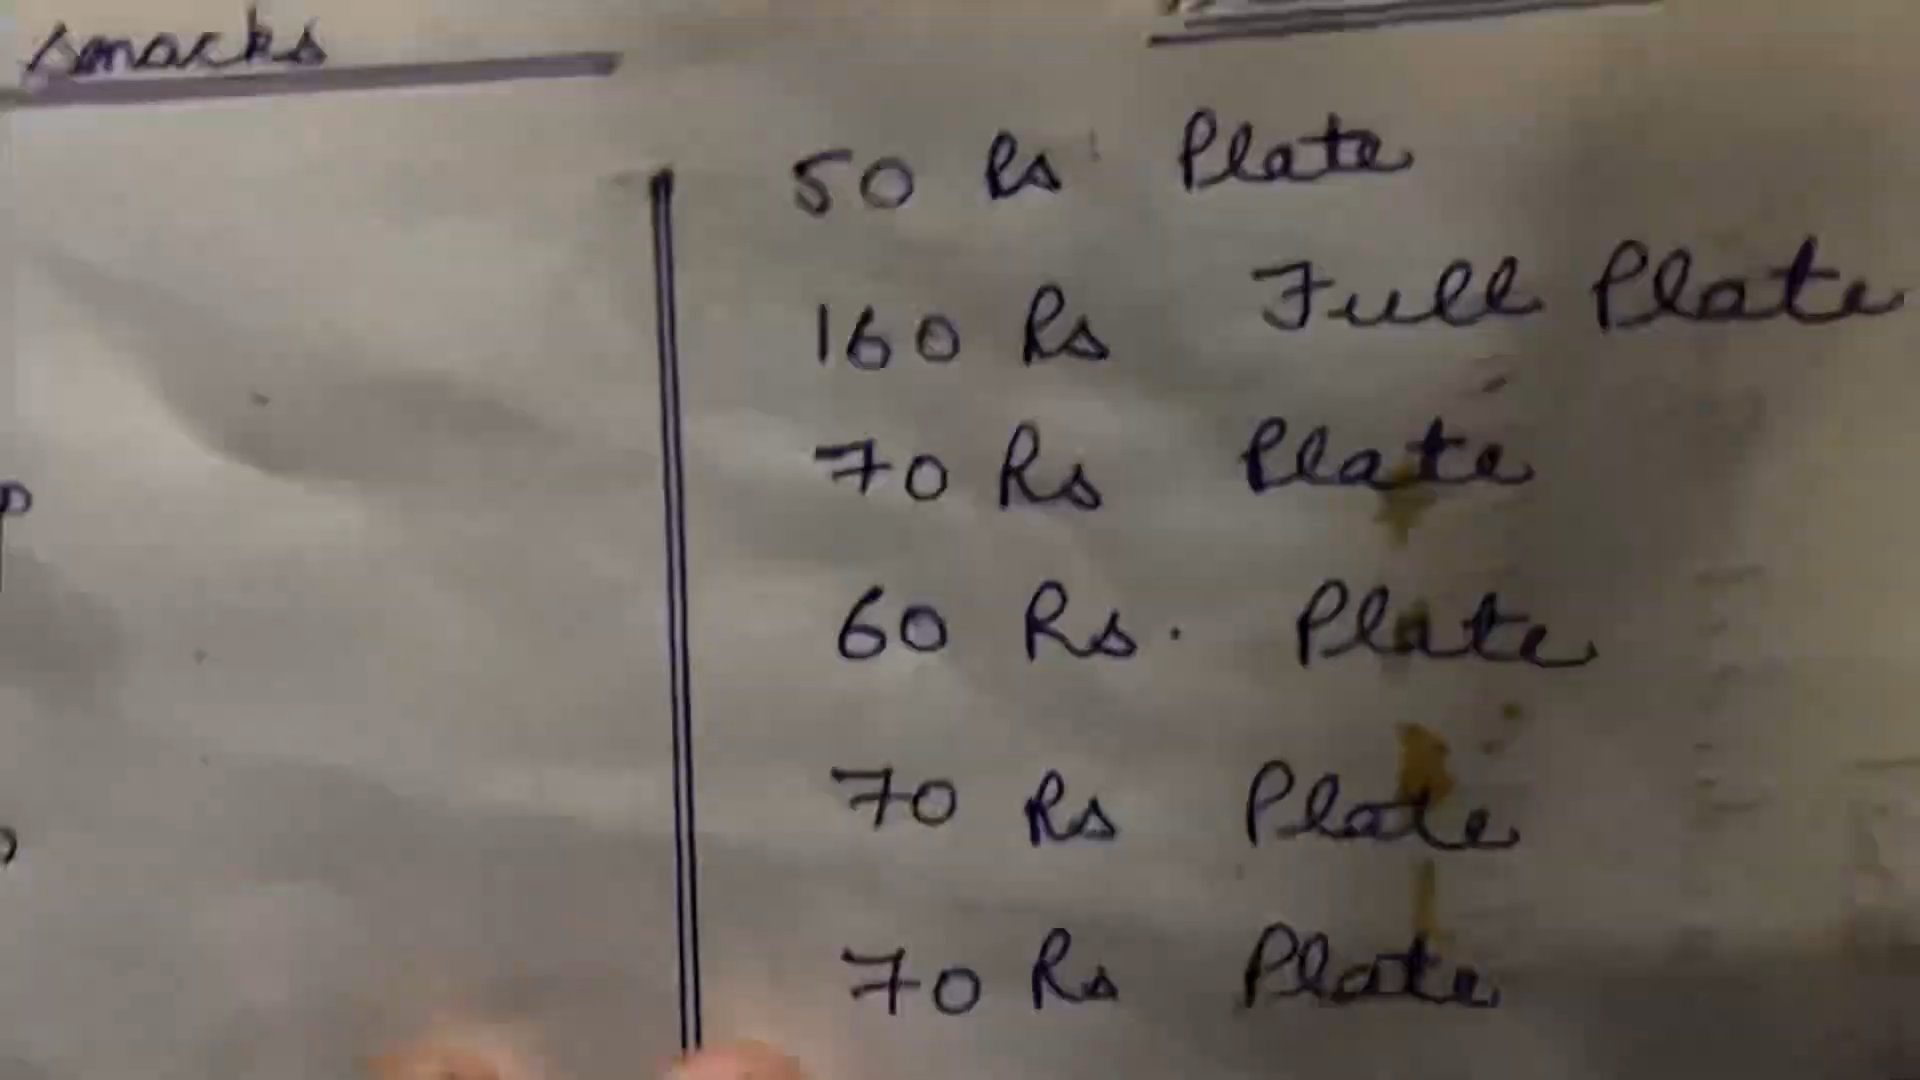 Snacks
50 Rs Plate
160 Rs Full Plate
70 Rs Plate
60 Rs. Plate
70 Rs Plate
70 Rs Plate